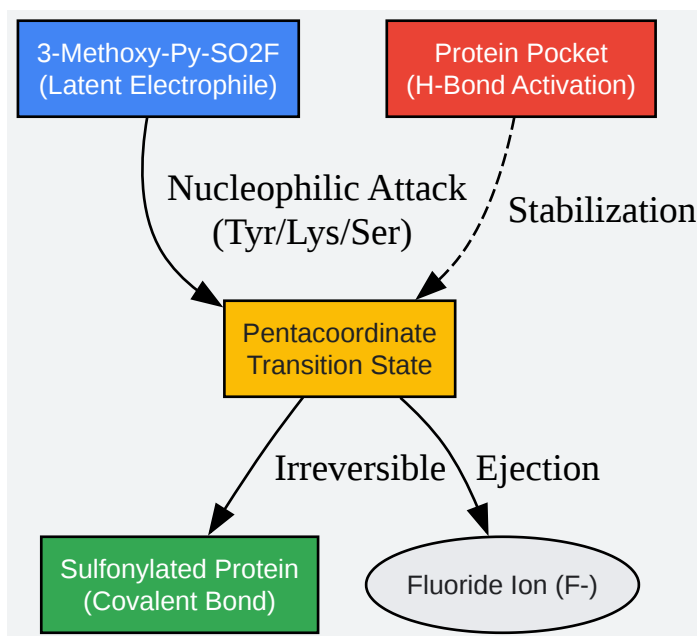 3-Methoxy-Py-SO2F
(Latent Electrophile)
Protein Pocket
(H-Bond Activation)
Nucleophilic Attack
(Tyr/Lys/Ser)
Stabilization
Pentacoordinate
Transition State
Irreversible
Ejection
Sulfonylated Protein
(Covalent Bond)
Fluoride Ion (F-)